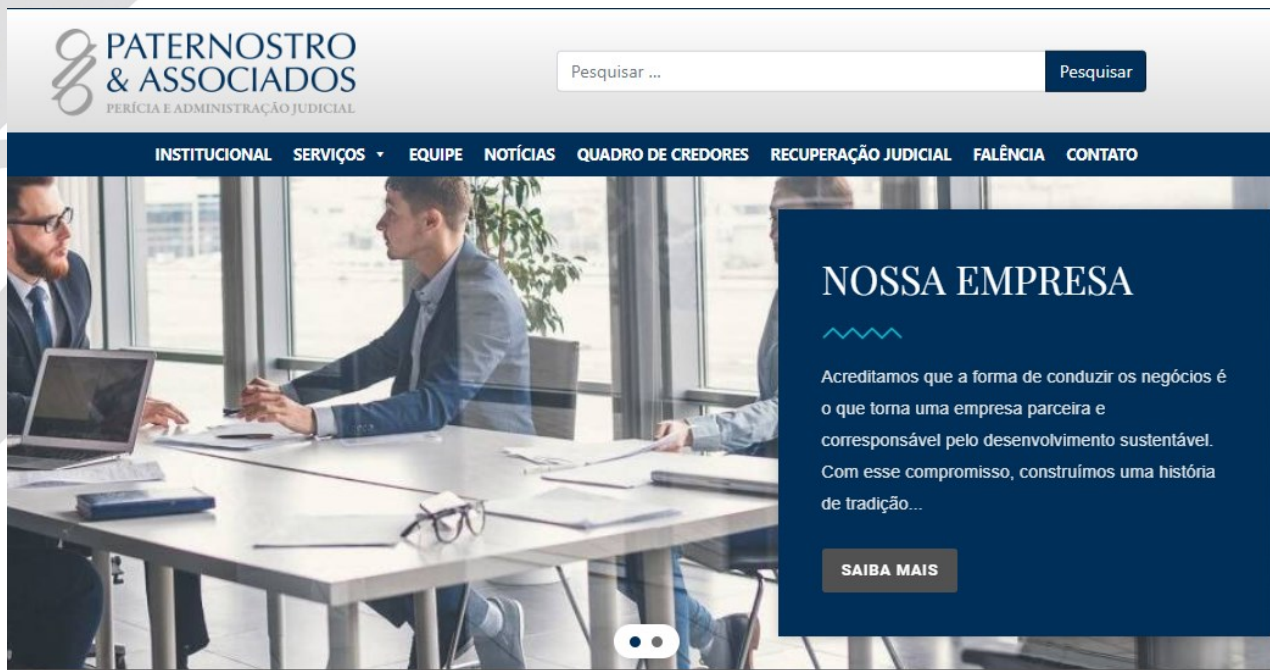 PATERNOSTRO
& ASSOCIADOS
PERÍCIA E ADMINISTRAÇÃO JUDICIAL
Pesquisar ...
Pesquisar
INSTITUCIONAL SERVIÇOS EQUIPE NOTÍCIAS QUADRO DE CREDORES RECUPERAÇÃO JUDICIAL FALÊNCIA CONTATO
NOSSA EMPRESA
Acreditamos que a forma de conduzir os negócios é
o que torna uma empresa parceira e
corresponsável pelo desenvolvimento sustentável.
Com esse compromisso, construímos uma história
de tradição...
SAIBA MAIS